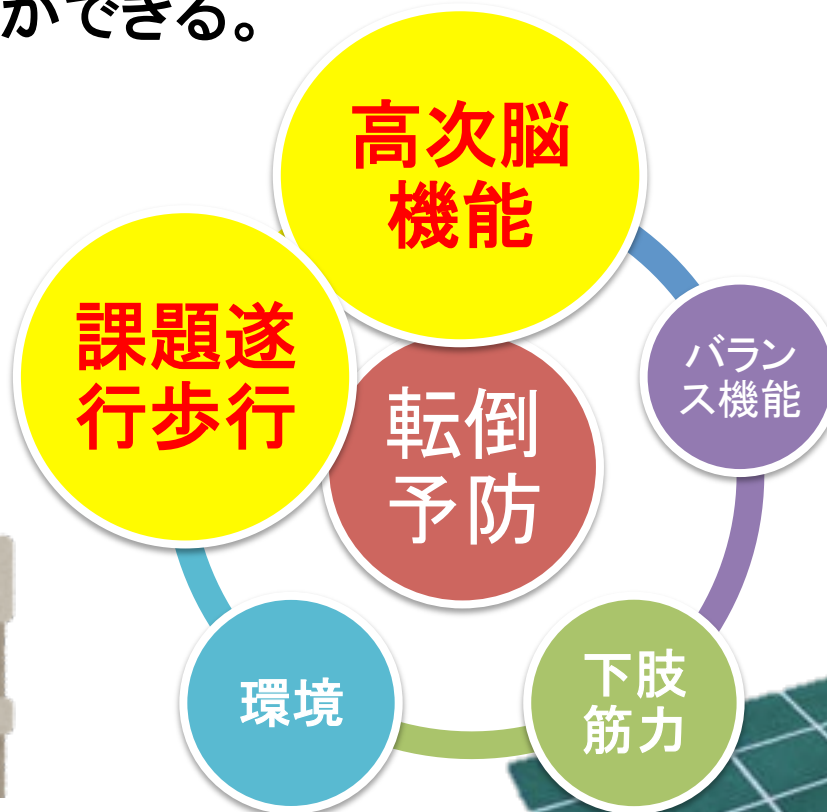 ができる。
高次脳
機能
課題遂
行歩行
バラン
ス機能
転倒
予防
環境
下肢
筋力